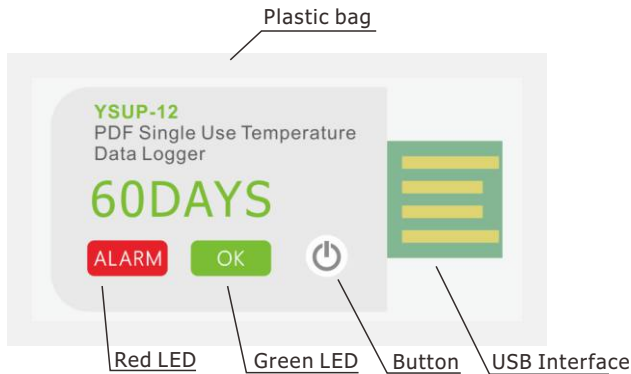 Plastic bag
YSUP-12
PDF Single Use Temperature
Data Logger
60DAYS
ALARM
OK
Red LED
Green LED
Button
USB Interface